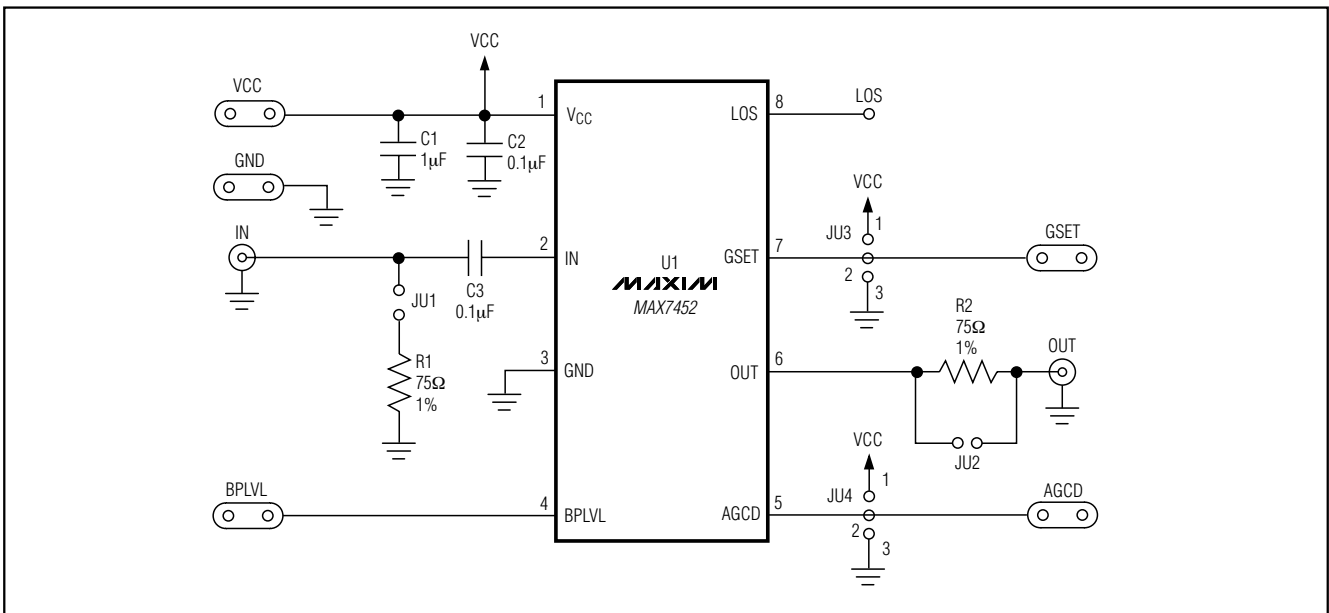 VCC
VCC
C1
1µF
C2
0.1µF
GND
IN
C3
0.1µF
JU1
R1
75Ω
1%
BPLVL
1
VCC
2
IN
3
GND
4
BPLVL
U1
MAXIM
MAX7452
LOS
8
LOS
VCC
JU3
1
2
3
GSET
7
GSET
R2
75Ω
1%
OUT
6
OUT
JU2
VCC
JU4
1
2
3
AGCD
5
AGCD